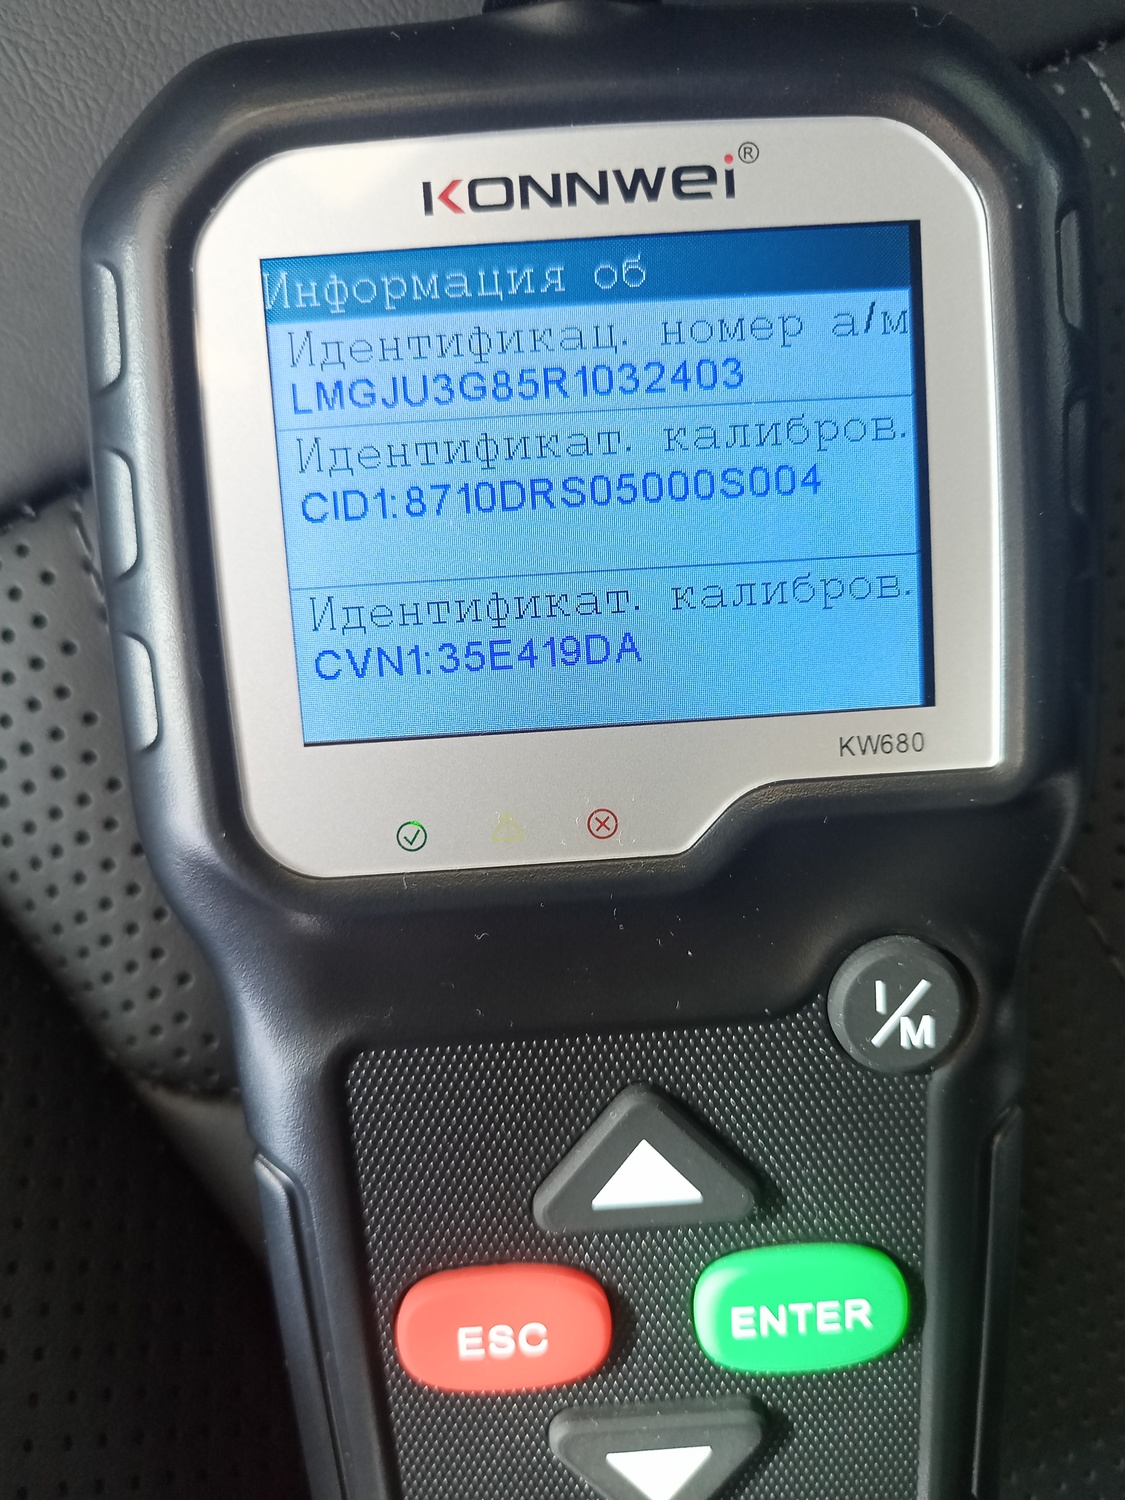 KONNWEI®
Информация об
Идентификац. номер а/м
LMGJU3G85R1032403
Идентификат. калибров.
CID1:8710DRS05000S004
Идентификат. калибров.
CVN1:35E419DA
KW680
I/M
ESC
ENTER